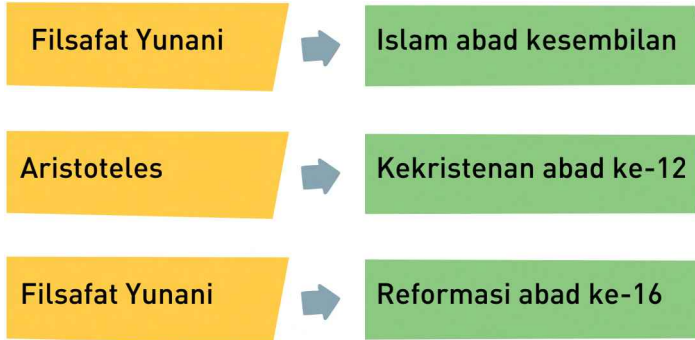 Filsafat Yunani
Islam abad kesembilan
Aristoteles
Kekristenan abad ke-12
Filsafat Yunani
Reformasi abad ke-16